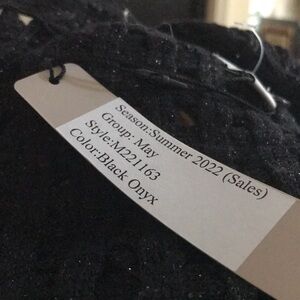 Season:Summer 2022 (Sales)
Group: May
Style:M221163
Color:Black Onyx